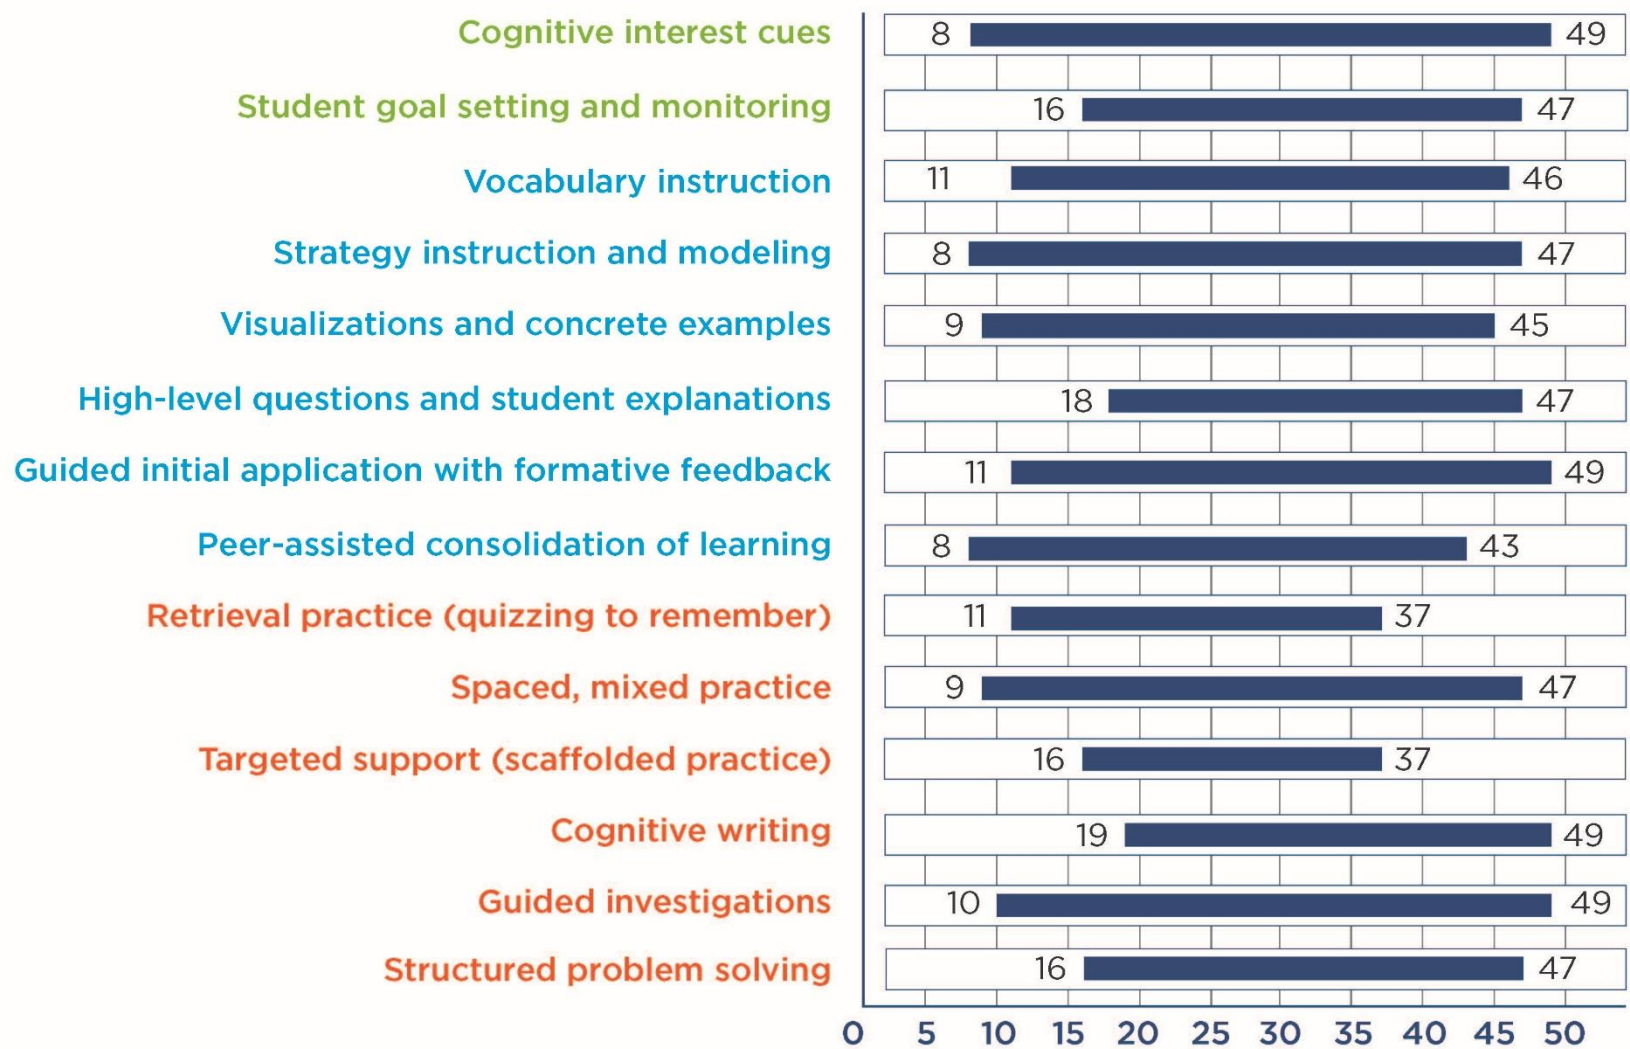 Cognitive interest cues 8 49
Student goal setting and monitoring 16 47
Vocabulary instruction 11 46
Strategy instruction and modeling 8 47
Visualizations and concrete examples 9 45
High-level questions and student explanations 18 47
Guided initial application with formative feedback 11 49
Peer-assisted consolidation of learning 8 43
Retrieval practice (quizzing to remember) 11 37
Spaced, mixed practice 9 47
Targeted support (scaffolded practice) 16 37
Cognitive writing 19 49
Guided investigations 10 49
Structured problem solving 16 47
0 5 10 15 20 25 30 35 40 45 50